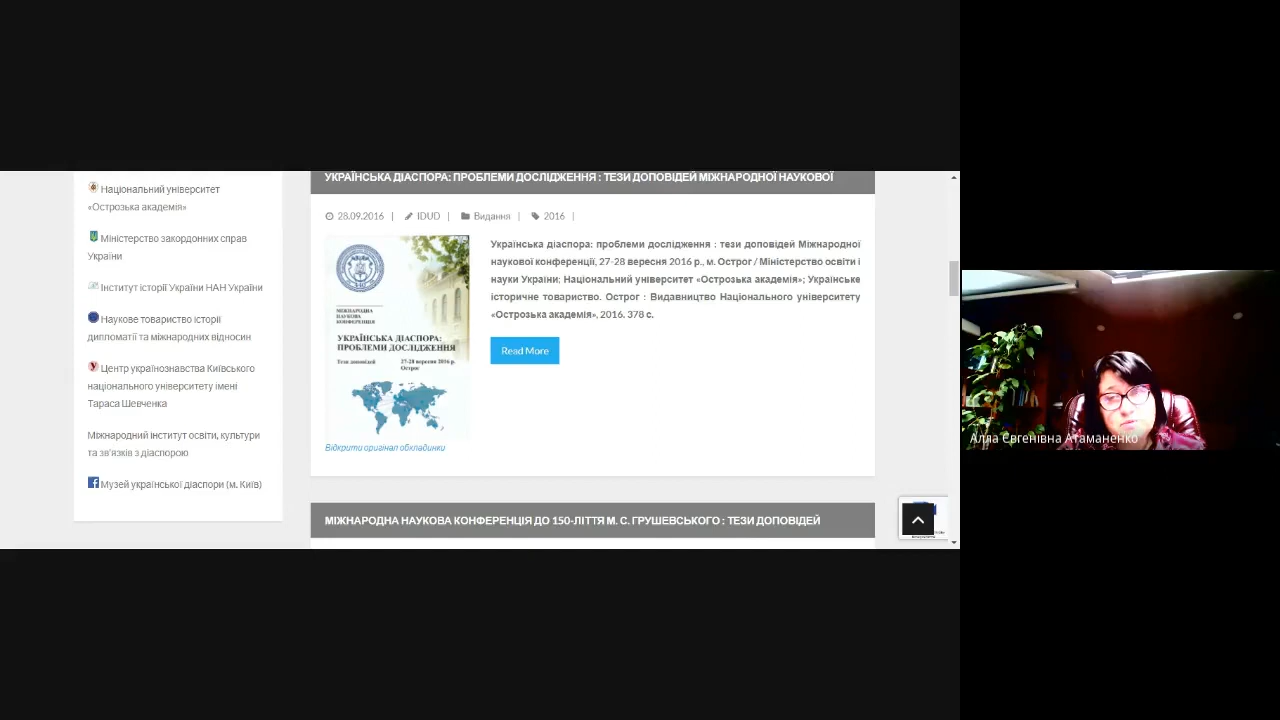 Національний університет
«Острозька академія»
Міністерство закордонних справ
України
Інститут історії України НАН України
Наукове товариство історії
дипломатії та міжнародних відносин
Центр українознавства Київського
національного університету імені
Тараса Шевченка
Міжнародний інститут освіти, культури
та зв'язків з діаспорою
Музей української діаспори (м. Київ)
УКРАЇНСЬКА ДІАСПОРА: ПРОБЛЕМИ ДОСЛІДЖЕННЯ : ТЕЗИ ДОПОВІДЕЙ МІЖНАРОДНОЇ НАУКОВОЇ
28.09.2016 | IDUD | Видання | 2016 |
МІЖНАРОДНА
НАУКОВА
КОНФЕРЕНЦІЯ
УКРАЇНСЬКА ДІАСПОРА:
ПРОБЛЕМИ ДОСЛІДЖЕННЯ
Тези доповідей 27-28 вересня 2016 р.
Острог
Відкрити оригінал обкладинки
Українська діаспора: проблеми дослідження : тези доповідей Міжнародної
наукової конференції, 27-28 вересня 2016 р., м. Острог / Міністерство освіти і
науки України; Національний університет «Острозька академія»; Українське
історичне товариство. Острог : Видавництво Національного університету
«Острозька академія», 2016. 378 с.
Read More
МІЖНАРОДНА НАУКОВА КОНФЕРЕНЦІЯ ДО 150-ЛІТТЯ М. С. ГРУШЕВСЬКОГО : ТЕЗИ ДОПОВІДЕЙ
Алла Євгенівна Атаманенко